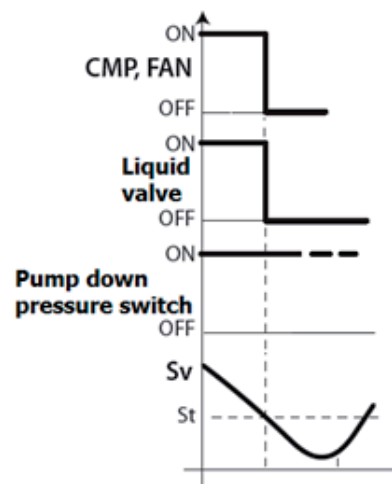 ON
CMP, FAN
OFF
ON
Liquid
valve
OFF
ON
Pump down
pressure switch
OFF
Sv
St